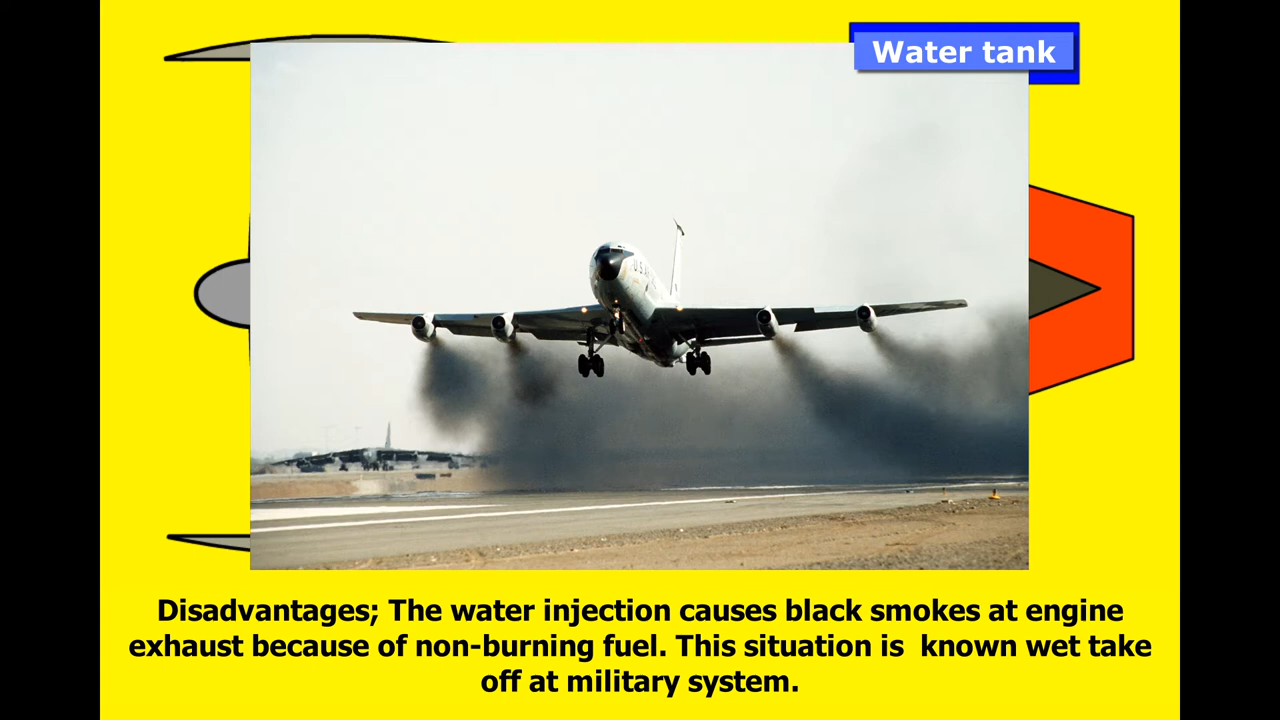 Water tank
U.S. A
Disadvantages; The water injection causes black smokes at engine
exhaust because of non-burning fuel. This situation is  known wet take
off at military system.